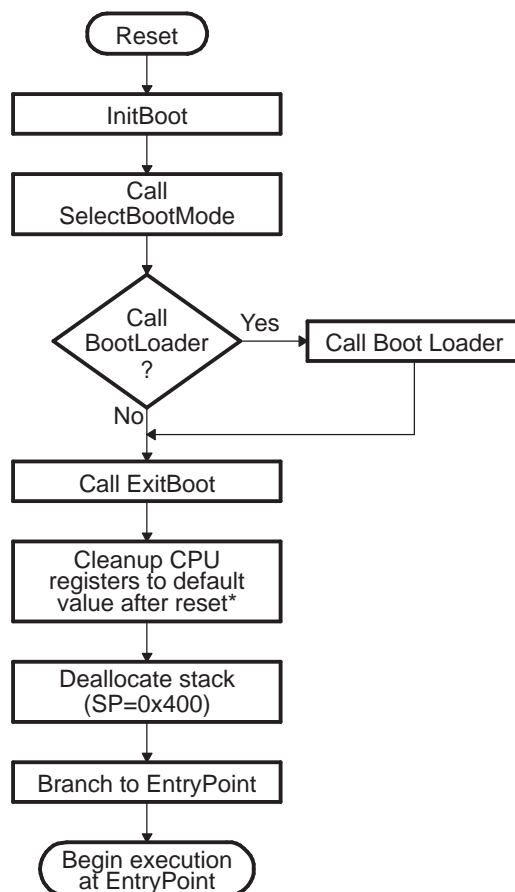 Reset
InitBoot
Call
SelectBootMode
Call
BootLoader
?
Yes
Call Boot Loader
No
Call ExitBoot
Cleanup CPU
registers to default
value after reset*
Deallocate stack
(SP=0x400)
Branch to EntryPoint
Begin execution
at EntryPoint